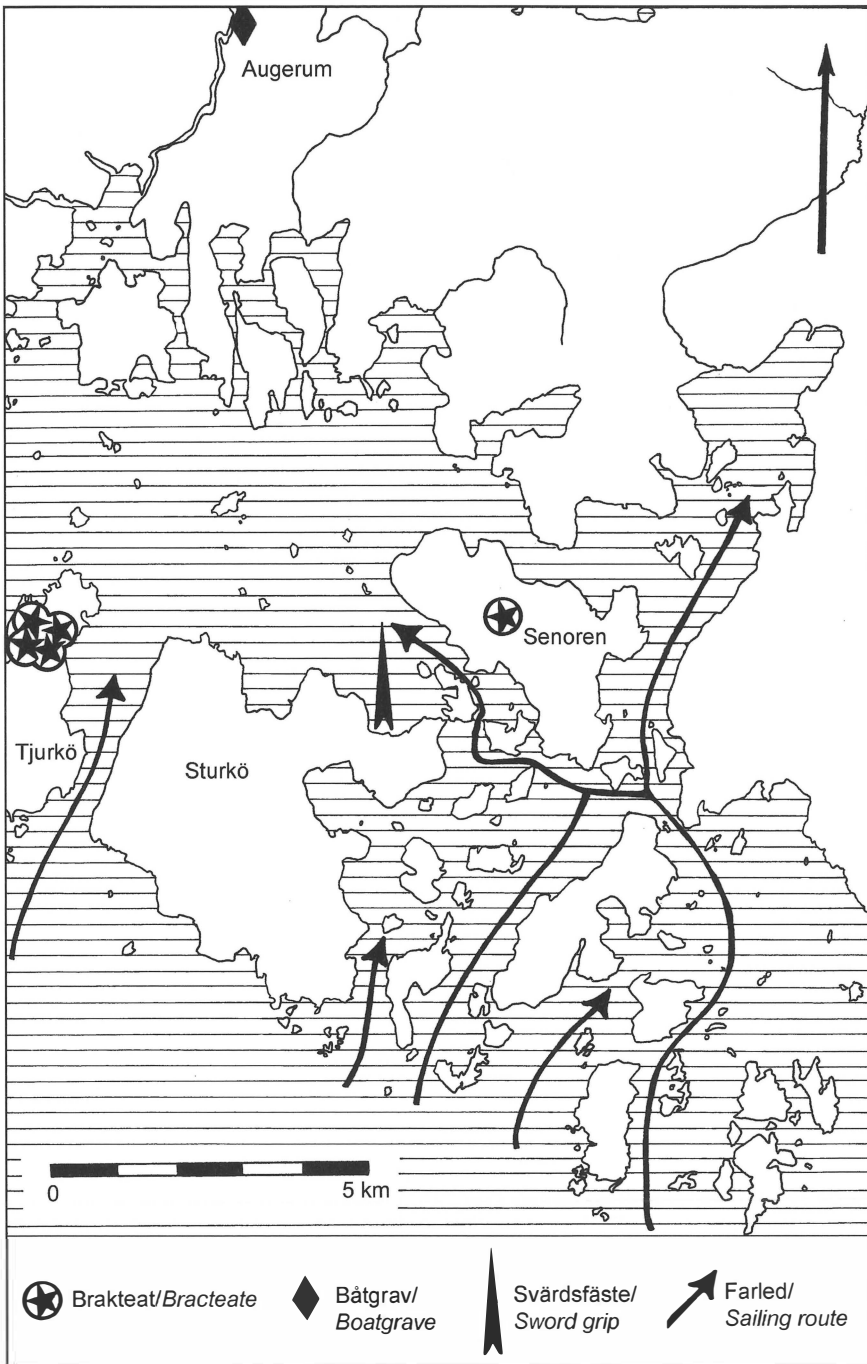 Augerum
Senoren
Tjurkö
Sturkö
0 5 km
Brakteat/Bracteate
Båtgrav/
Boatgrave
Svärdsfäste/
Sword grip
Farled/
Sailing route